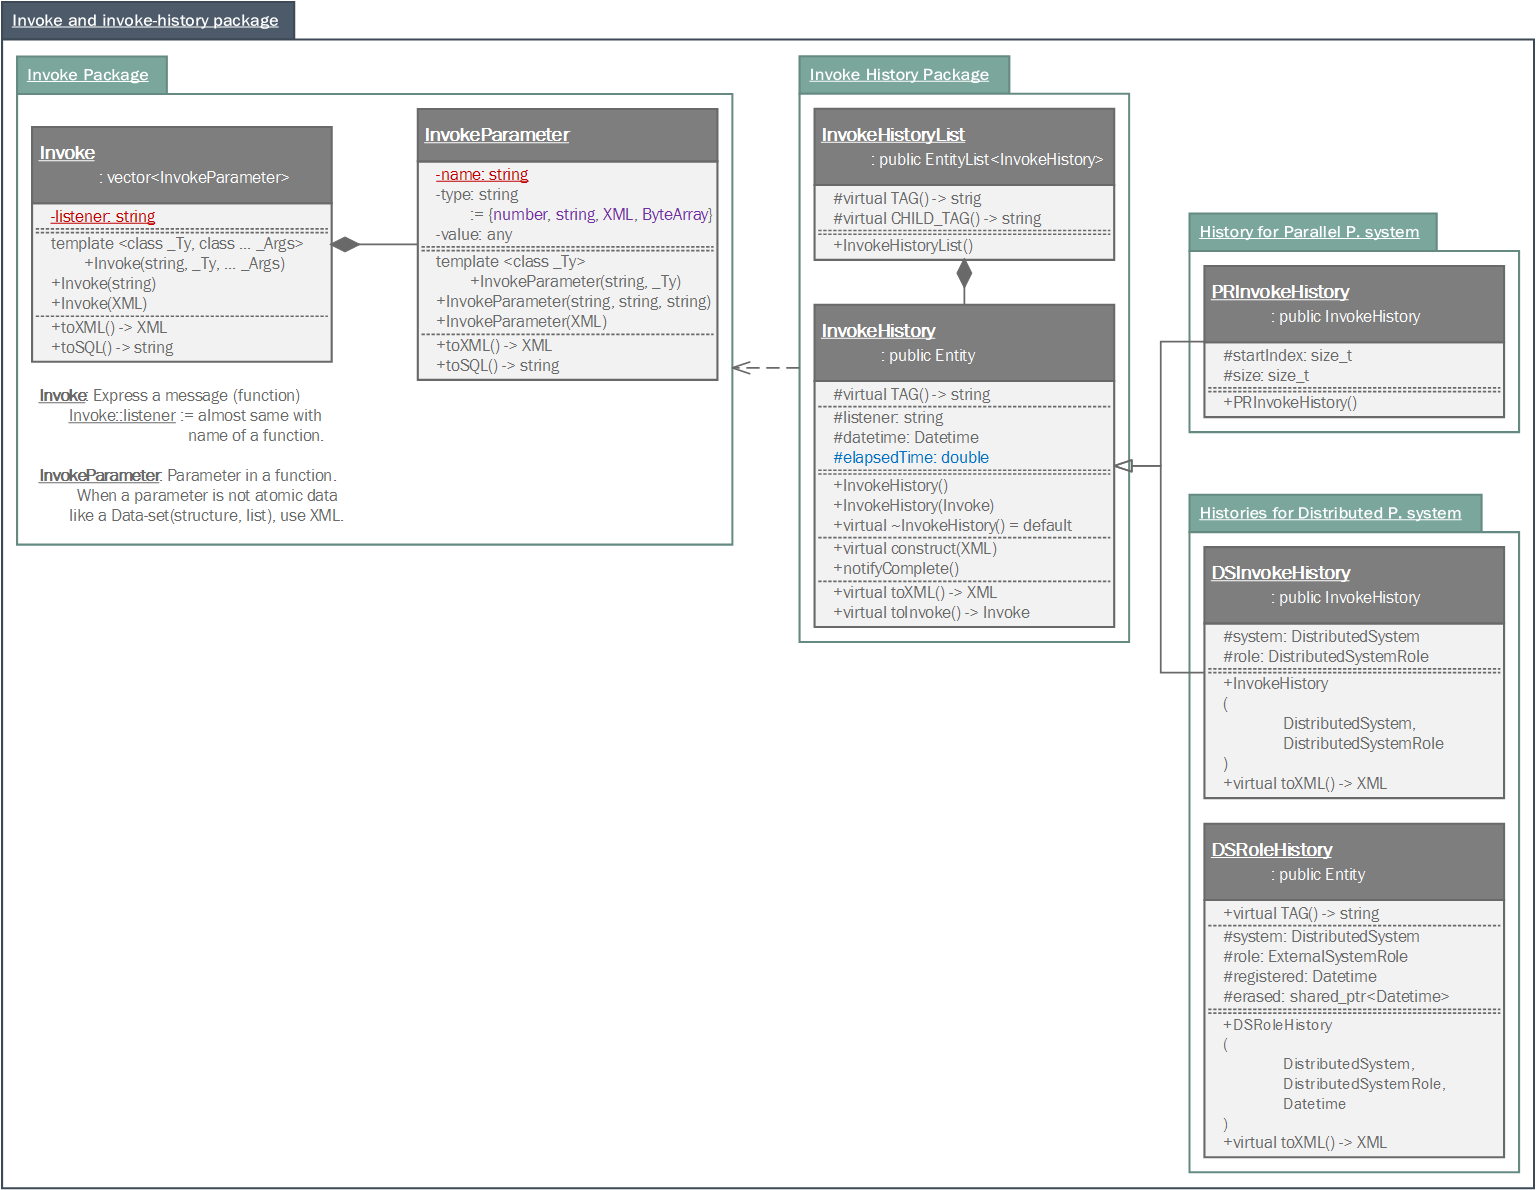 Invoke and invoke-history package
Invoke Package
Invoke
: vector<InvokeParameter>
-listener: string
template <class _Ty, class ... _Args>
+Invoke(string, _Ty, ... _Args)
+Invoke(string)
+Invoke(XML)
+toXML() -> XML
+toSQL() -> string
InvokeParameter
-name: string
-type: string
:= {number, string, XML, ByteArray}
-value: any
template <class _Ty>
+InvokeParameter(string, _Ty)
+InvokeParameter(string, string, string)
+InvokeParameter(XML)
+toXML() -> XML
+toSQL() -> string
Invoke: Express a message (function)
Invoke::listener := almost same with
name of a function.
InvokeParameter: Parameter in a function.
When a parameter is not atomic data
like a Data-set(structure, list), use XML.
Invoke History Package
InvokeHistoryList
: public EntityList<InvokeHistory>
#virtual TAG() -> strig
#virtual CHILD_TAG() -> string
+InvokeHistoryList()
InvokeHistory
: public Entity
#virtual TAG() -> string
#listener: string
#datetime: Datetime
#elapsedTime: double
+InvokeHistory()
+InvokeHistory(Invoke)
+virtual ~InvokeHistory() = default
+virtual construct(XML)
+notifyComplete()
+virtual toXML() -> XML
+virtual toInvoke() -> Invoke
History for Parallel P. system
PRInvokeHistory
: public InvokeHistory
#startIndex: size_t
#size: size_t
+PRInvokeHistory()
Histories for Distributed P. system
DSInvokeHistory
: public InvokeHistory
#system: DistributedSystem
#role: DistributedSystemRole
+InvokeHistory
(
DistributedSystem,
DistributedSystemRole
)
+virtual toXML() -> XML
DSRoleHistory
: public Entity
+virtual TAG() -> string
#system: DistributedSystem
#role: ExternalSystemRole
#registered: Datetime
#erased: shared_ptr<Datetime>
+DSRoleHistory
(
DistributedSystem,
DistributedSystemRole,
Datetime
)
+virtual toXML() -> XML